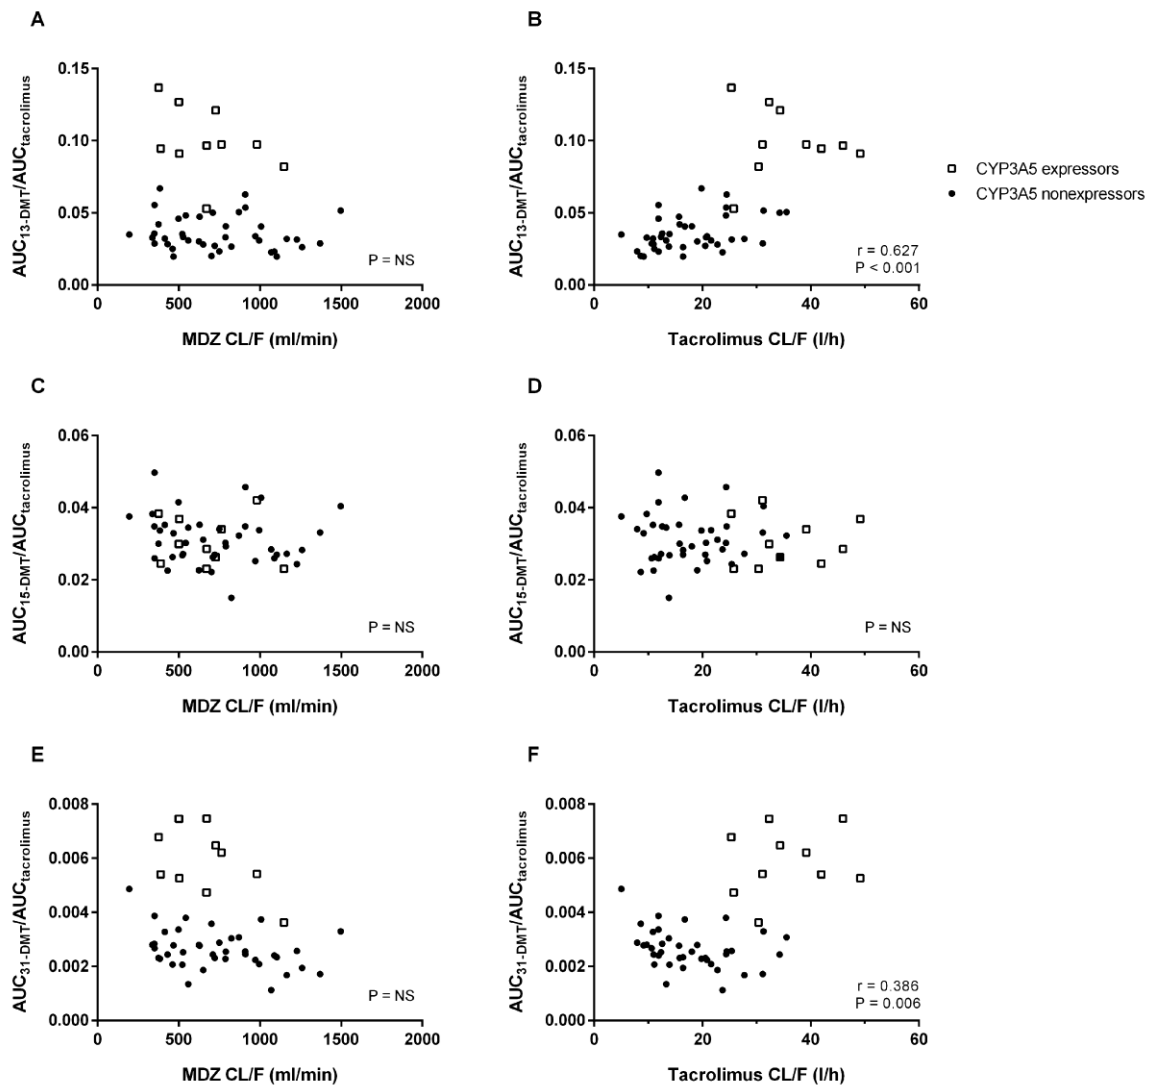 A
AUC13-DMT/AUCtacrolimus
0.15
0.10
0.05
0.00
P = NS
0
500
1000
1500
2000
MDZ CL/F (ml/min)
B
AUC13-DMT/AUCtacrolimus
0.15
0.10
0.05
0.00
r = 0.627
P < 0.001
0
20
40
60
Tacrolimus CL/F (l/h)
CYP3A5 expressors
CYP3A5 nonexpressors
C
AUC15-DMT/AUCtacrolimus
0.06
0.04
0.02
0.00
P = NS
0
500
1000
1500
2000
MDZ CL/F (ml/min)
D
AUC15-DMT/AUCtacrolimus
0.06
0.04
0.02
0.00
P = NS
0
20
40
60
Tacrolimus CL/F (l/h)
E
AUC31-DMT/AUCtacrolimus
0.008
0.006
0.004
0.002
0.000
P = NS
0
500
1000
1500
2000
MDZ CL/F (ml/min)
F
AUC31-DMT/AUCtacrolimus
0.008
0.006
0.004
0.002
0.000
r = 0.386
P = 0.006
0
20
40
60
Tacrolimus CL/F (l/h)